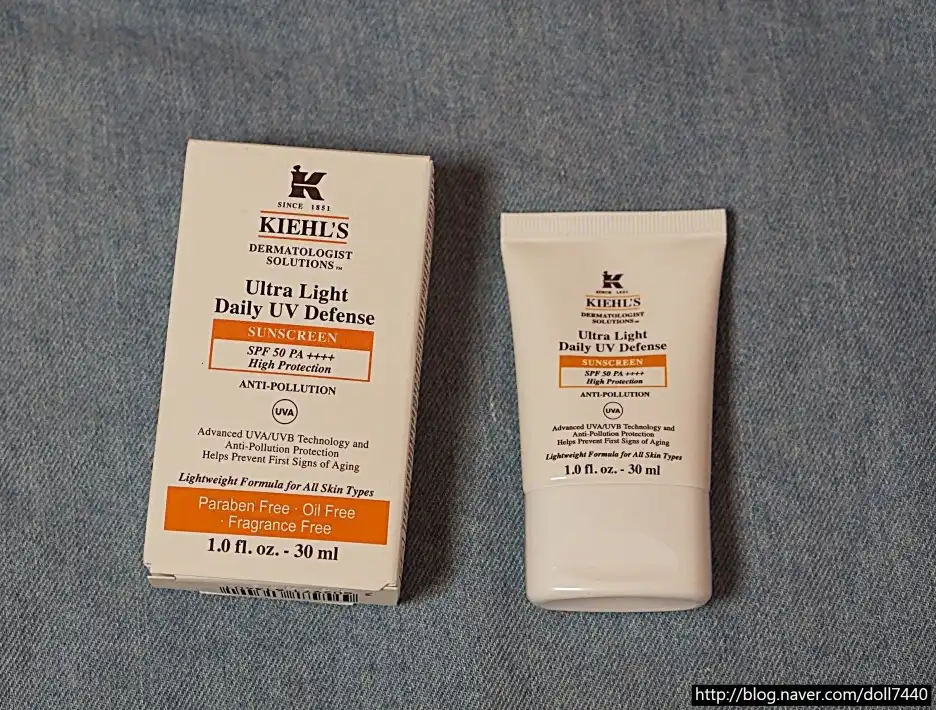 K
SINCE 1851
KIEHL'S
DERMATOLOGIST
SOLUTIONS™
Ultra Light
Daily UV Defense
SUNSCREEN
SPF 50 PA ++++
High Protection
ANTI-POLLUTION
UVA
Advanced UVA/UVB Technology and
Anti-Pollution Protection
Helps Prevent First Signs of Aging
Lightweight Formula for All Skin Types
Paraben Free · Oil Free
· Fragrance Free
1.0 fl. oz. - 30 ml
K
SINCE 1851
KIEHL'S
DERMATOLOGIST
SOLUTIONS™
Ultra Light
Daily UV Defense
SUNSCREEN
SPF 50 PA ++++
High Protection
ANTI-POLLUTION
UVA
Advanced UVA/UVB Technology and
Anti-Pollution Protection
Helps Prevent First Signs of Aging
Lightweight Formula for All Skin Types
1.0 fl. oz. - 30 ml
http://blog.naver.com/doll7440